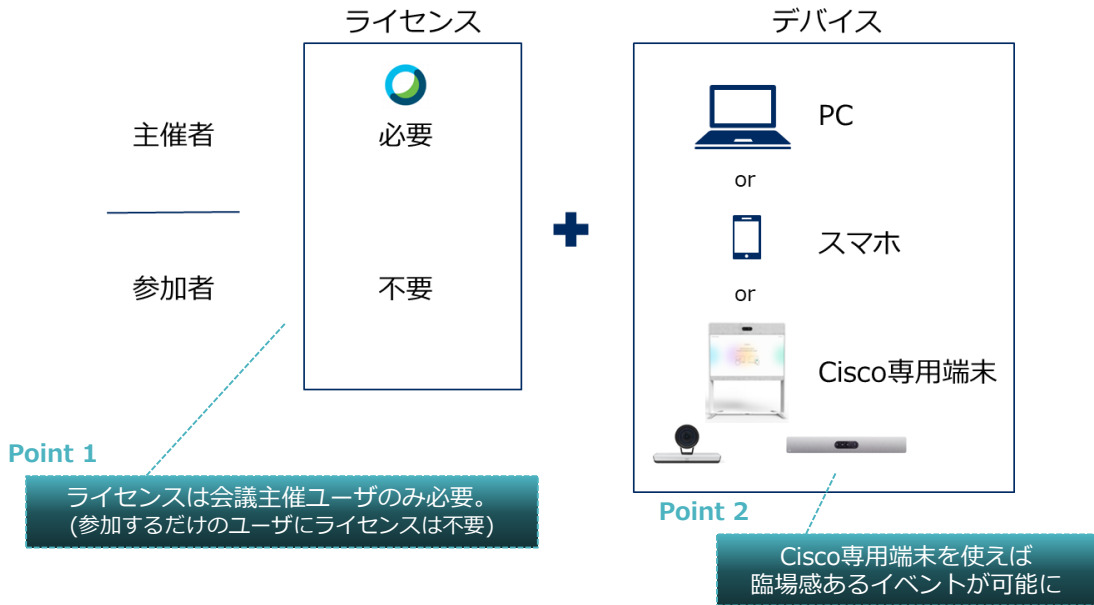 ライセンス
デバイス
主催者
必要
PC
or
スマホ
参加者
不要
or
Cisco専用端末
Point 1
ライセンスは会議主催ユーザのみ必要。
(参加するだけのユーザにライセンスは不要)
Point 2
Cisco専用端末を使えば
臨場感あるイベントが可能に